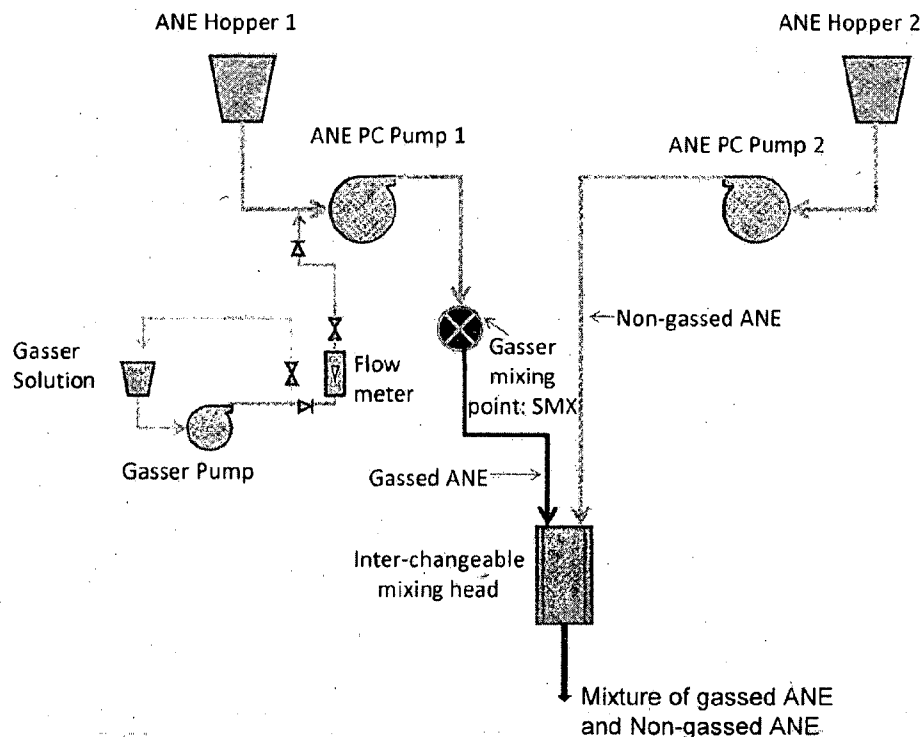 ANE Hopper 1
ANE Hopper 2
ANE PC Pump 1
ANE PC Pump 2
Non-gassed ANE
Gasser
mixing
point: SMX
Gasser
Solution
Flow
meter
Gasser Pump
Gassed ANE
Inter-changeable
mixing head
Mixture of gassed ANE
and Non-gassed ANE